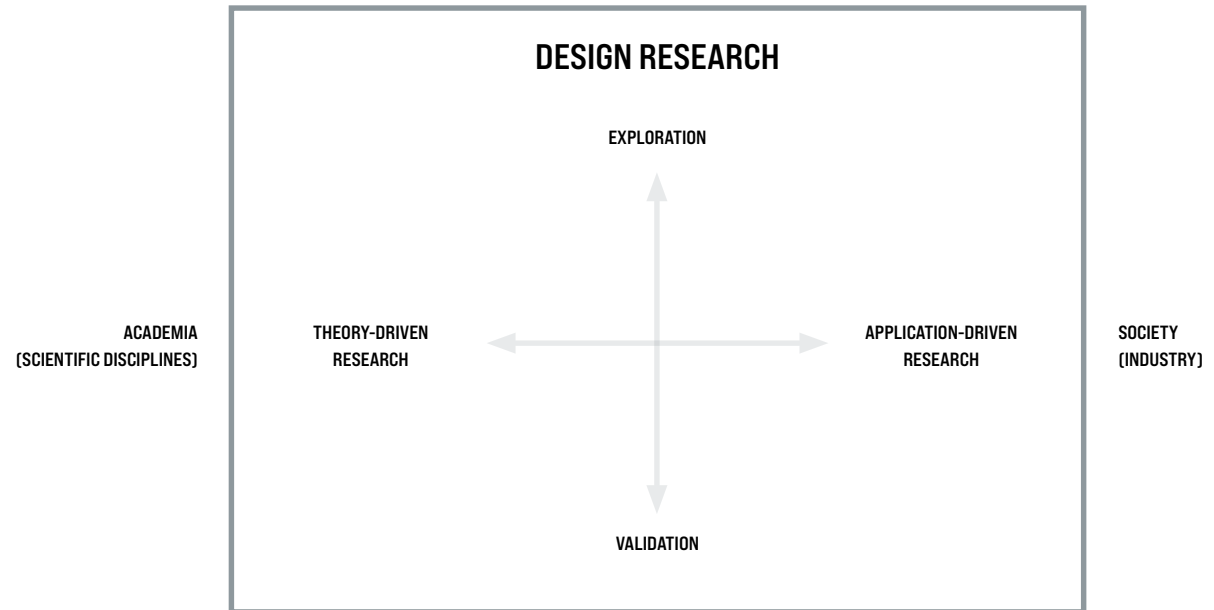 DESIGN RESEARCH
EXPLORATION
ACADEMIA
(SCIENTIFIC DISCIPLINES)
THEORY-DRIVEN
RESEARCH
APPLICATION-DRIVEN
RESEARCH
SOCIETY
(INDUSTRY)
VALIDATION